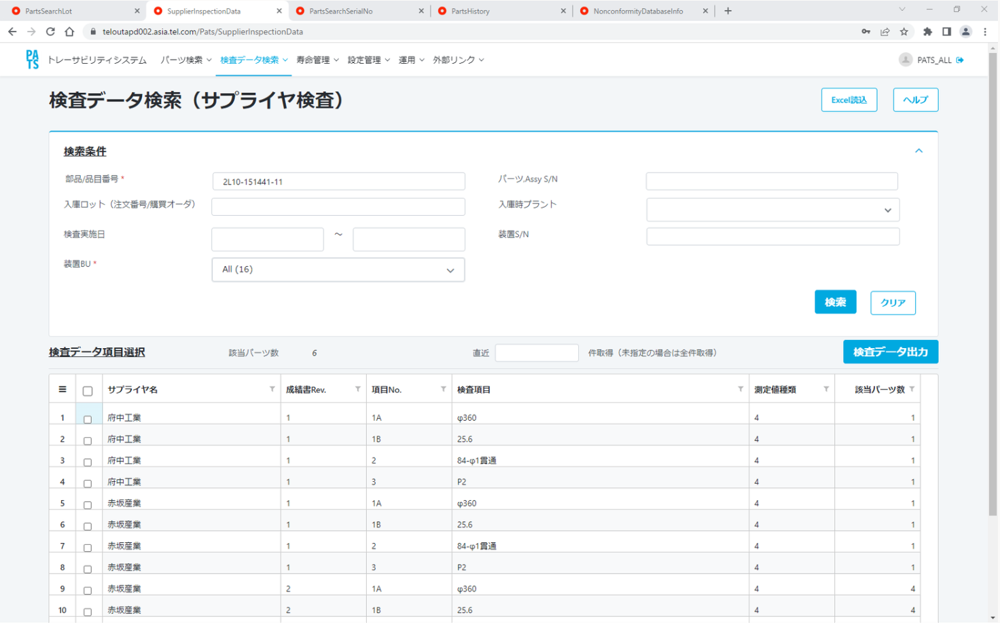 PartsSearchLot SupplierInspectionData PartsSearchSerialNo PartsHistory NonconformityDatabaseInfo
teloutapd002.asia.tel.com/Pats/SupplierInspectionData
PATS トレーサビリティシステム パーツ検索 検査データ検索 寿命管理 設定管理 運用 外部リンク PATS_ALL
検査データ検索（サプライヤ検査） Excel読込 ヘルプ
検索条件
部品/品目番号 * 2L10-151441-11 パーツ,Assy S/N
入庫ロット（注文番号/購買オーダ） 入庫時プラント
検査実施日 ～ 装置S/N
装置BU * All (16)
検索 クリア
検査データ項目選択 該当パーツ数 6 直近 件取得（未指定の場合は全件取得） 検査データ出力
サプライヤ名 成績書Rev. 項目No. 検査項目 測定値種類 該当パーツ数
1 府中工業 1 1A φ360 4 1
2 府中工業 1 1B 25.6 4 1
3 府中工業 1 2 84-φ1貫通 4 1
4 府中工業 1 3 P2 4 1
5 赤坂産業 1 1A φ360 4 1
6 赤坂産業 1 1B 25.6 4 1
7 赤坂産業 1 2 84-φ1貫通 4 1
8 赤坂産業 1 3 P2 4 1
9 赤坂産業 2 1A φ360 4 4
10 赤坂産業 2 1B 25.6 4 4